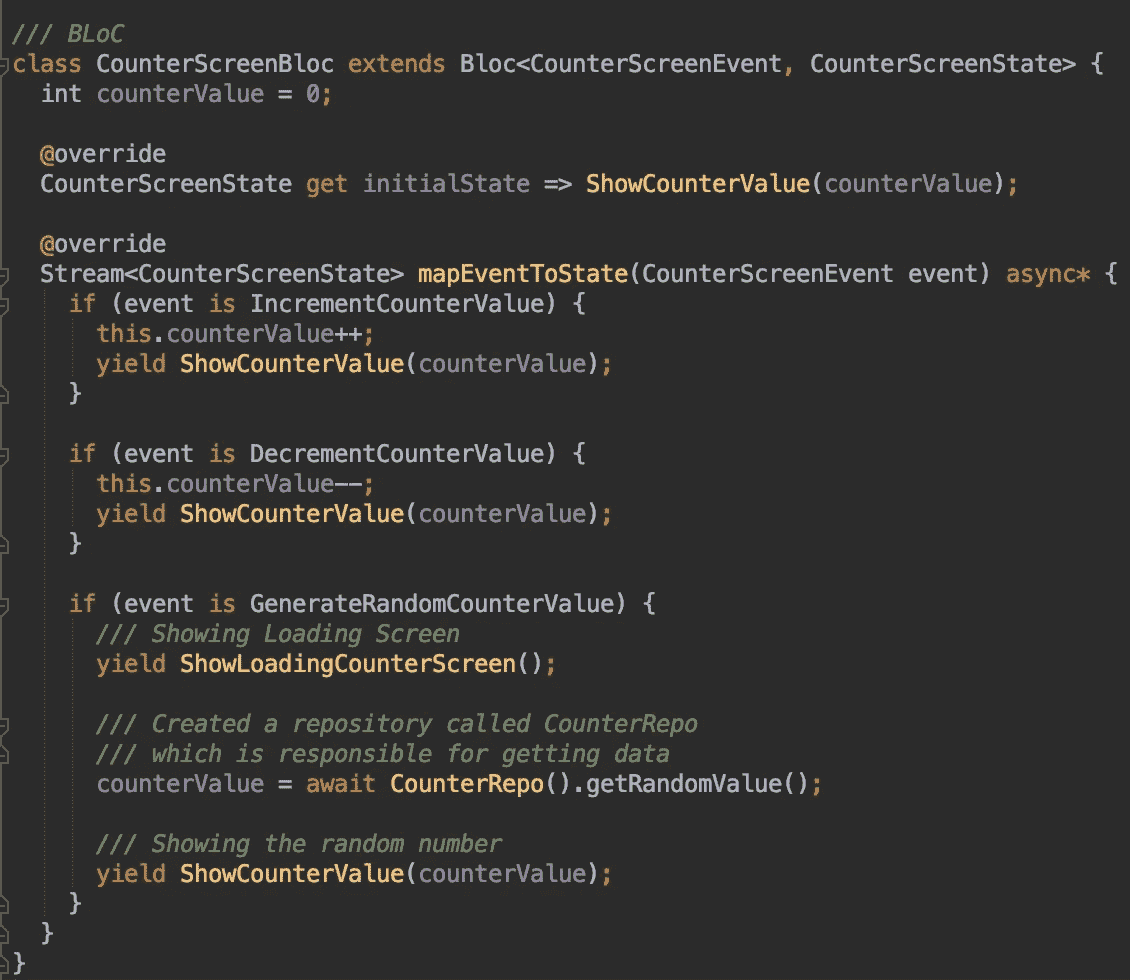 /// BLoC
class CounterScreenBloc extends Bloc<CounterScreenEvent, CounterScreenState> {
  int counterValue = 0;

  @override
  CounterScreenState get initialState => ShowCounterValue(counterValue);

  @override
  Stream<CounterScreenState> mapEventToState(CounterScreenEvent event) async* {
    if (event is IncrementCounterValue) {
      this.counterValue++;
      yield ShowCounterValue(counterValue);
    }

    if (event is DecrementCounterValue) {
      this.counterValue--;
      yield ShowCounterValue(counterValue);
    }

    if (event is GenerateRandomCounterValue) {
      /// Showing Loading Screen
      yield ShowLoadingCounterScreen();

      /// Created a repository called CounterRepo
      /// which is responsible for getting data
      counterValue = await CounterRepo().getRandomValue();

      /// Showing the random number
      yield ShowCounterValue(counterValue);
    }
  }
}